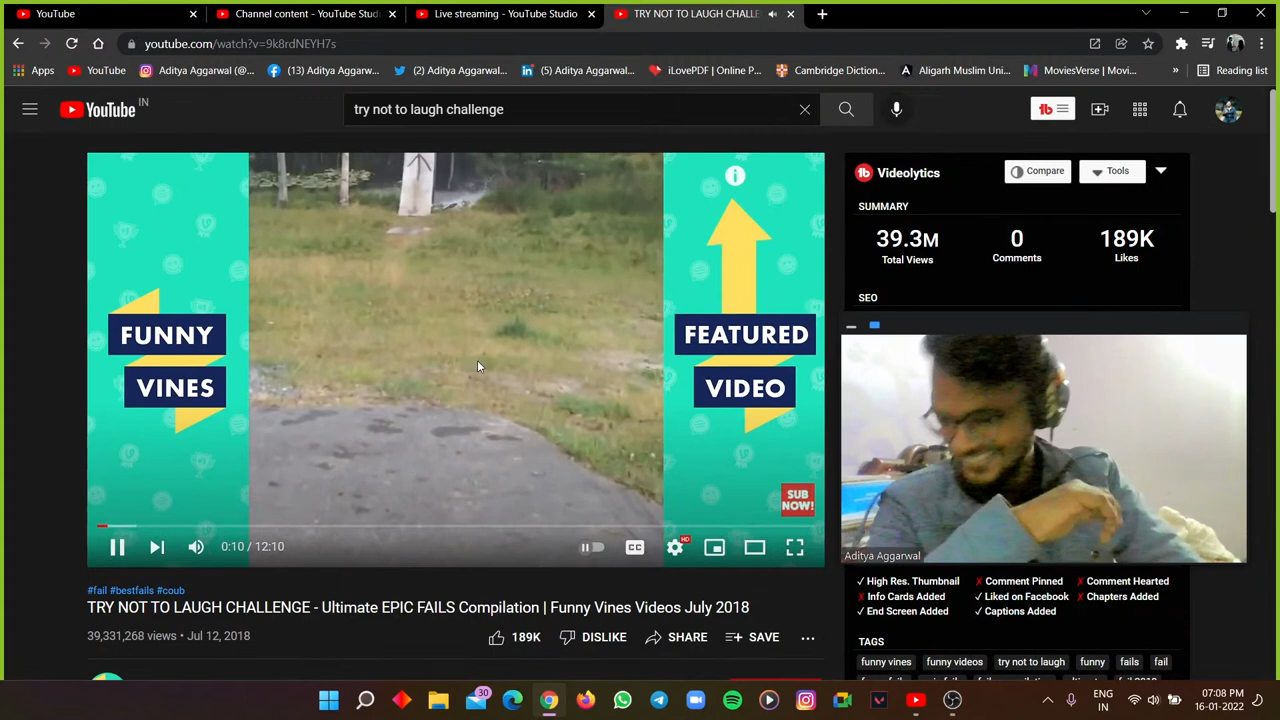 YouTube
Channel content - YouTube Studi
Live streaming - YouTube Studio
TRY NOT TO LAUGH CHALLE
youtube.com/watch?v=9k8rdNEYH7s
Apps
YouTube
Aditya Aggarwal (@...
(13) Aditya Aggarw...
(2) Aditya Aggarwal...
(5) Aditya Aggarwal...
iLovePDF | Online P...
Cambridge Diction...
Aligarh Muslim Uni...
MoviesVerse | Movi...
»
Reading list
YouTube IN
try not to laugh challenge
Videolytics
Compare
Tools
SUMMARY
39.3M
0
189K
Total Views
Comments
Likes
SEO
FUNNY
VINES
FEATURED
VIDEO
SUB
NOW!
0:10 / 12:10
CC
HD
Aditya Aggarwal
✓ High Res. Thumbnail
✗ Comment Pinned
✗ Comment Hearted
✗ Info Cards Added
✓ Liked on Facebook
✗ Chapters Added
✓ End Screen Added
✓ Captions Added
#fail #bestfails #coub
TRY NOT TO LAUGH CHALLENGE - Ultimate EPIC FAILS Compilation | Funny Vines Videos July 2018
39,331,268 views • Jul 12, 2018
189K
DISLIKE
SHARE
SAVE
TAGS
funny vines
funny videos
try not to laugh
funny
fails
fail
30
ENG
IN
07:08 PM
16-01-2022